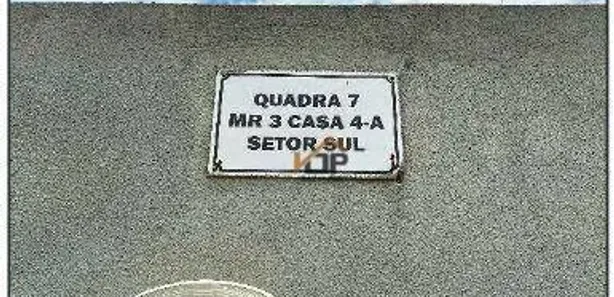 QUADRA 7
MR 3 CASA 4-A
SETOR SUL